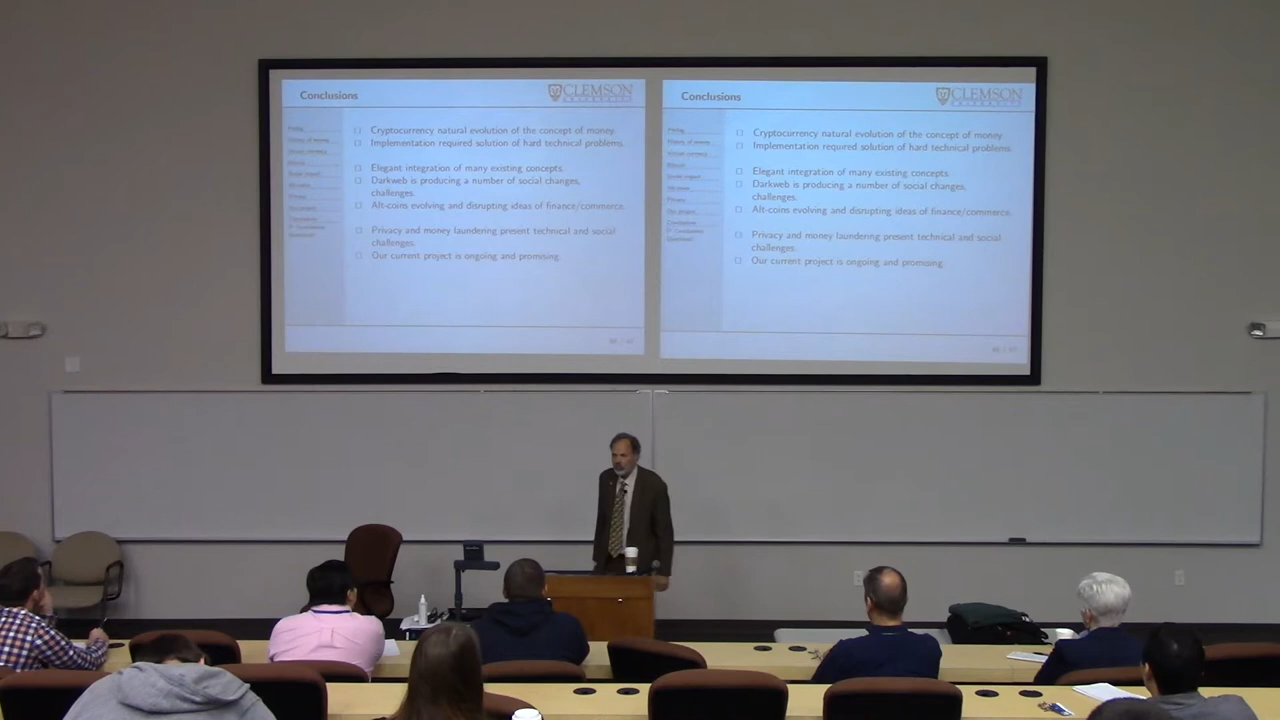 Conclusions
CLEMSON
UNIVERSITY
Cryptocurrency natural evolution of the concept of money.
Implementation required solution of hard technical problems.
Elegant integration of many existing concepts.
Darkweb is producing a number of social changes,
challenges.
Alt-coins evolving and disrupting ideas of finance/commerce.
Privacy and money laundering present technical and social
challenges.
Our current project is ongoing and promising.
Conclusions
CLEMSON
UNIVERSITY
Cryptocurrency natural evolution of the concept of money.
Implementation required solution of hard technical problems.
Elegant integration of many existing concepts.
Darkweb is producing a number of social changes,
challenges.
Alt-coins evolving and disrupting ideas of finance/commerce.
Privacy and money laundering present technical and social
challenges.
Our current project is ongoing and promising.